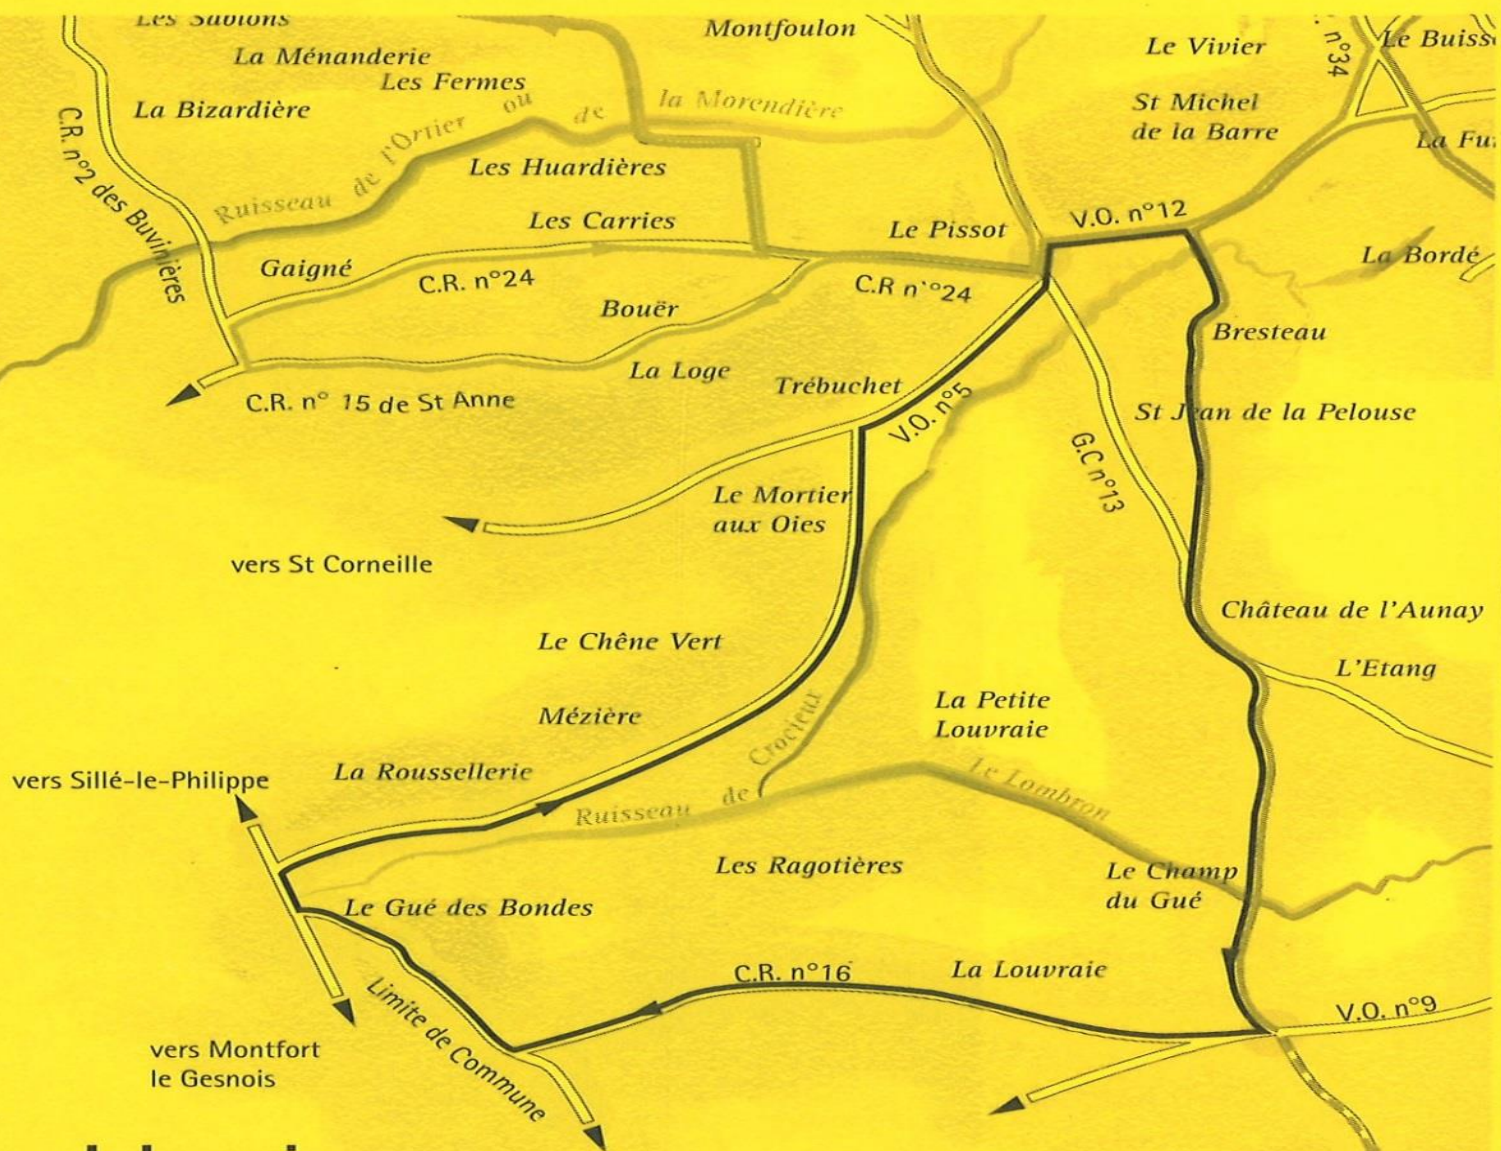 Les Sablons
Montfoulon
La Ménanderie
Les Fermes
La Bizardière
Le Vivier
n°34
St Michel
de la Barre
Ruisseau de l'Ortier ou de la Morendière
C.R. n°2 des Buvinières
Les Huardières
Les Carries
Le Pissot
V.O. n°12
Gaigné
C.R. n°24
C.R n°24
La Bordé
Bouër
Bresteau
La Loge
Trébuchet
C.R. n° 15 de St Anne
V.O. n°5
St Jean de la Pelouse
G.C n°13
Le Mortier
aux Oies
vers St Corneille
Château de l'Aunay
Le Chêne Vert
L'Etang
La Petite
Louvraie
Mézière
vers Sillé-le-Philippe
La Roussellerie
Ruisseau de Crocieux
Le Lombron
Les Ragotières
Le Champ
du Gué
Le Gué des Bondes
C.R. n°16
La Louvraie
V.O. n°9
Limite de Commune
vers Montfort
le Gesnois